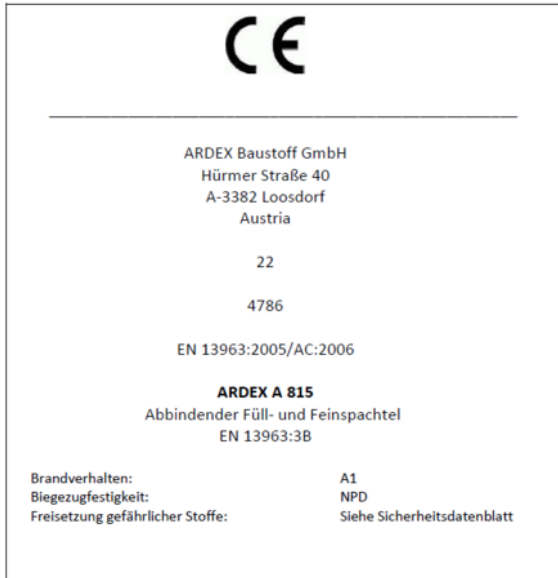 CE
ARDEX Baustoff GmbH
Hürmer Straße 40
A-3382 Loosdorf
Austria
22
4786
EN 13963:2005/AC:2006
ARDEX A 815
Abbindender Füll- und Feinspachtel
EN 13963:3B
Brandverhalten: A1
Biegezugfestigkeit: NPD
Freisetzung gefährlicher Stoffe: Siehe Sicherheitsdatenblatt